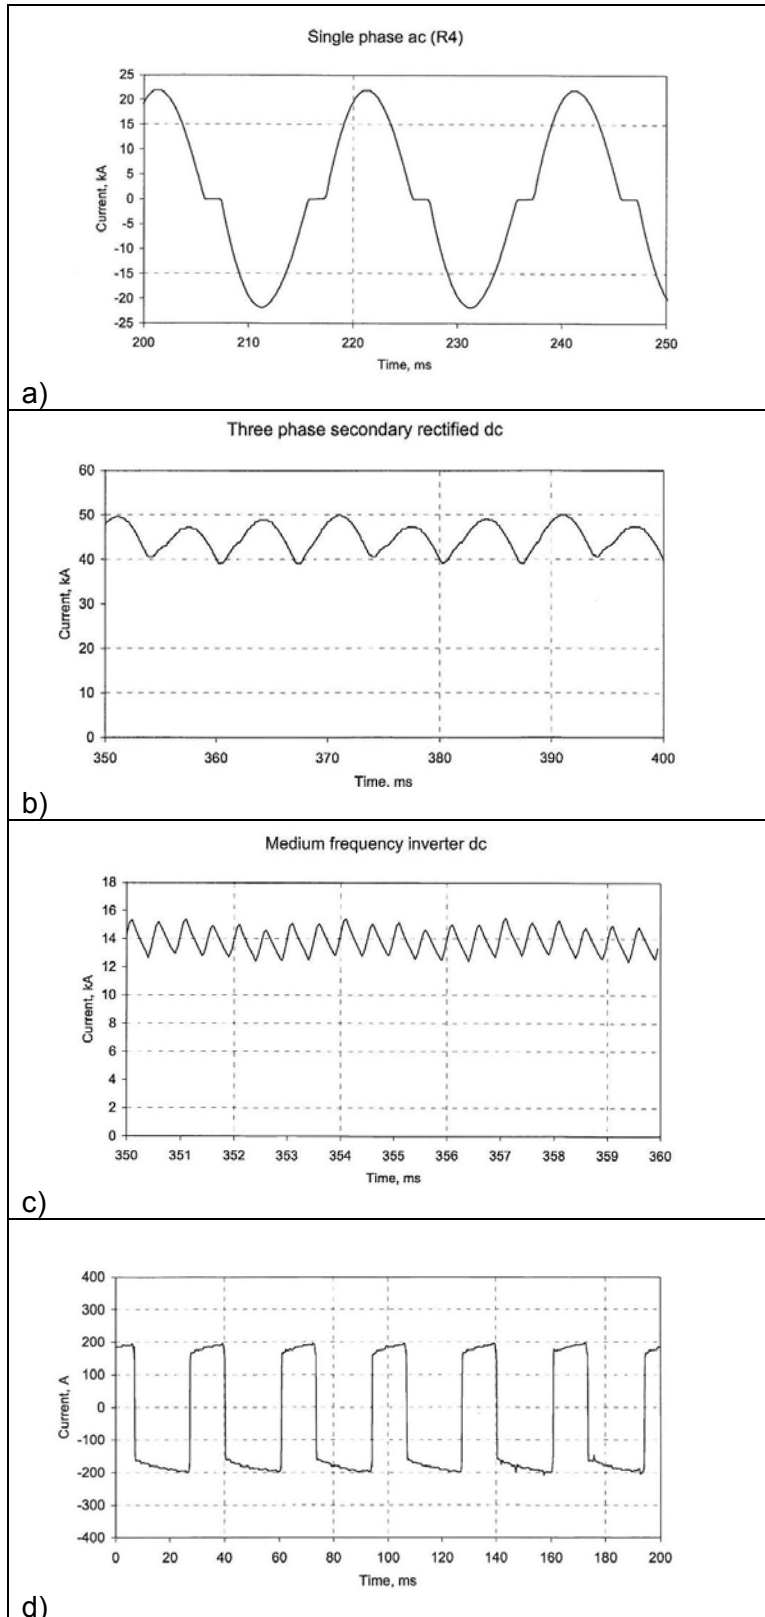 Single phase ac (R4)
25
20
15
10
5
0
-5
-10
-15
-20
-25
Current, kA
200 210 220 230 240 250
Time, ms
a)
Three phase secondary rectified dc
60
50
40
30
20
10
0
Current, kA
350 360 370 380 390 400
Time, ms
b)
Medium frequency inverter dc
18
16
14
12
10
8
6
4
2
0
Current, kA
350 351 352 353 354 355 356 357 358 359 360
Time, ms
c)
400
300
200
100
0
-100
-200
-300
-400
Current, A
0 20 40 60 80 100 120 140 160 180 200
Time, ms
d)